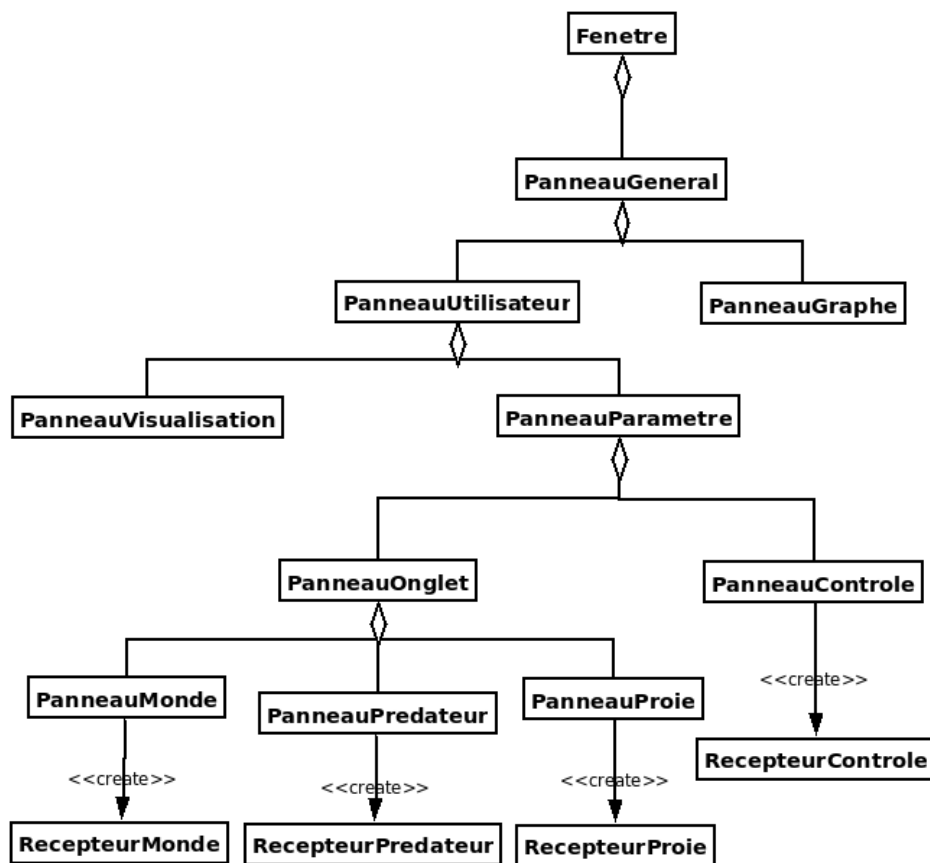 Fenetre
PanneauGeneral
PanneauUtilisateur
PanneauGraphe
PanneauVisualisation
PanneauParametre
PanneauOnglet
PanneauControle
<<create>>
PanneauMonde
PanneauPredateur
PanneauProie
RecepteurControle
<<create>>
<<create>>
<<create>>
RecepteurMonde
RecepteurPredateur
RecepteurProie